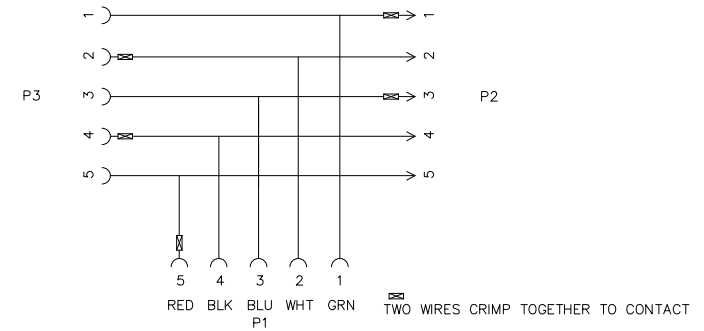 1 1
2 2
P3 3 3 P2
4 4
5 5
5 4 3 2 1
RED BLK BLU WHT GRN
P1
TWO WIRES CRIMP TOGETHER TO CONTACT